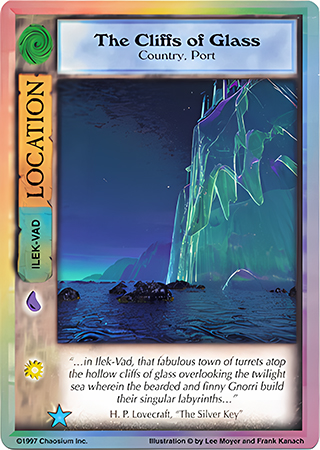 The Cliffs of Glass
Country, Port
LOCATION
ILEK-VAD
“...in Ilek-Vad, that fabulous town of turrets atop
the hollow cliffs of glass overlooking the twilight
sea wherein the bearded and finny Gnorri build
their singular labyrinths...”
H. P. Lovecraft, “The Silver Key”
©1997 Chaosium Inc.
Illustration © by Lee Moyer and Frank Kanach